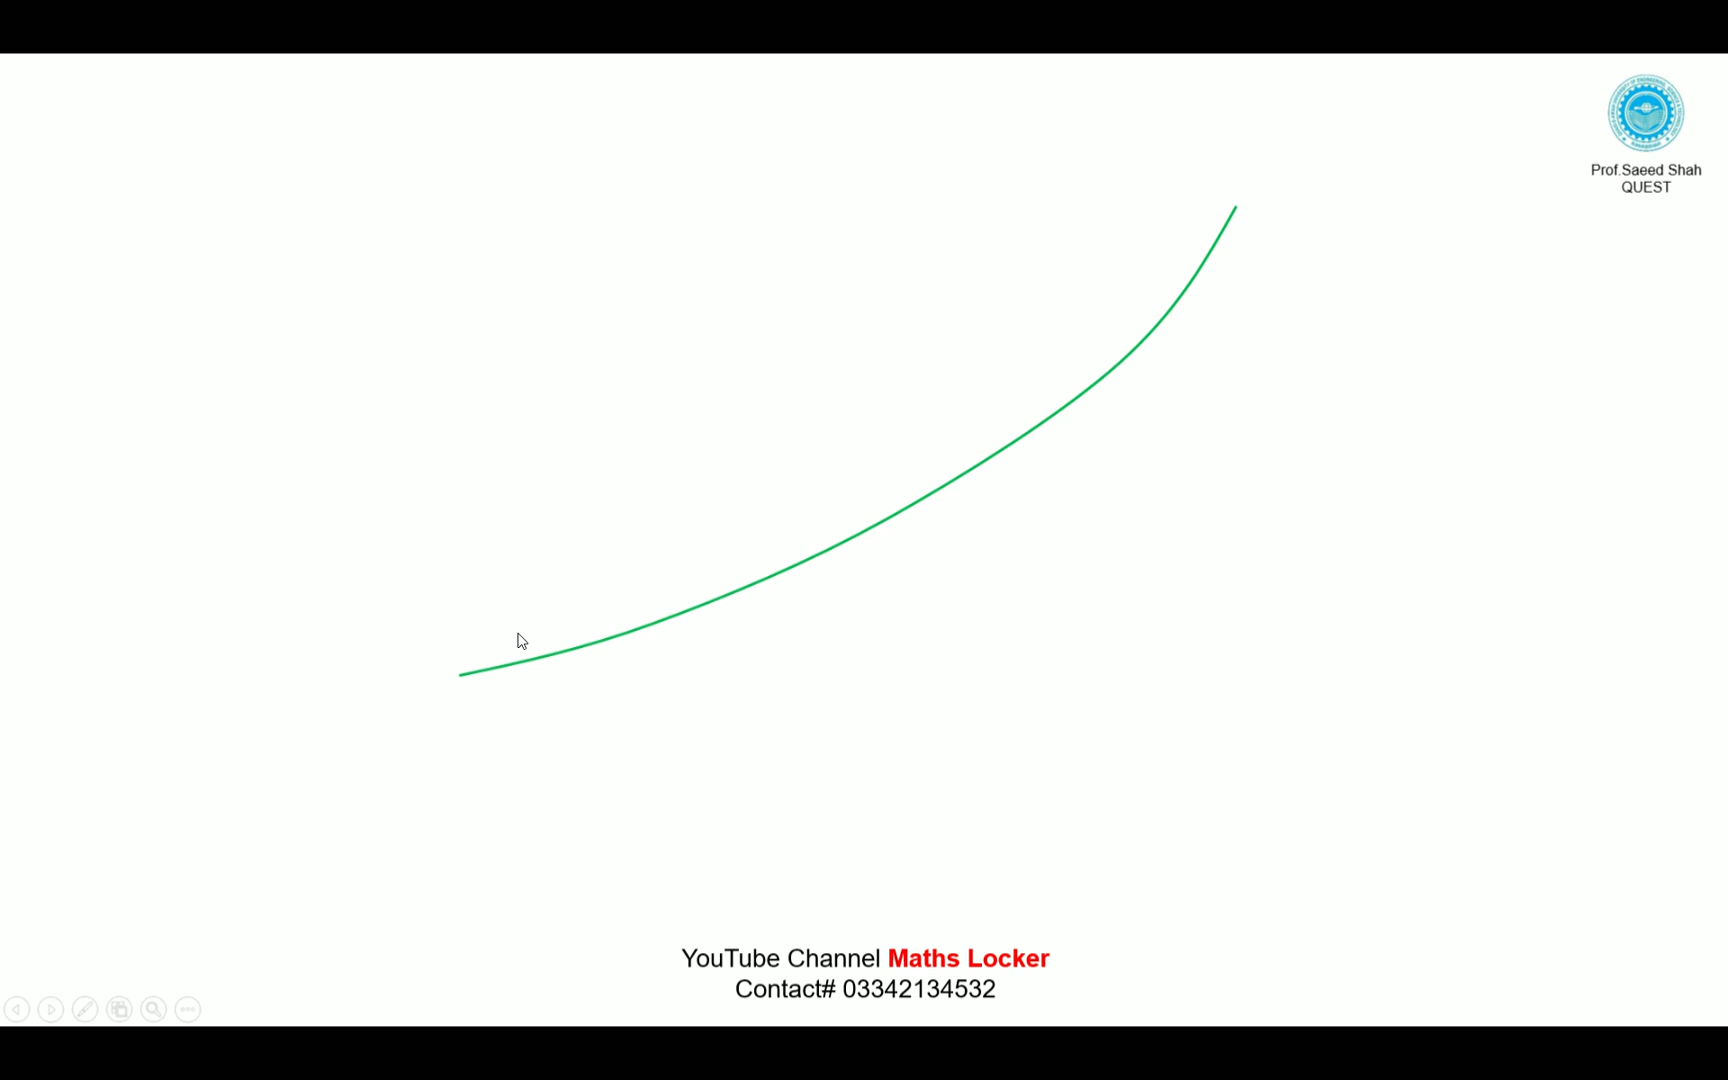 Prof.Saeed Shah
QUEST
YouTube Channel Maths Locker
Contact# 03342134532